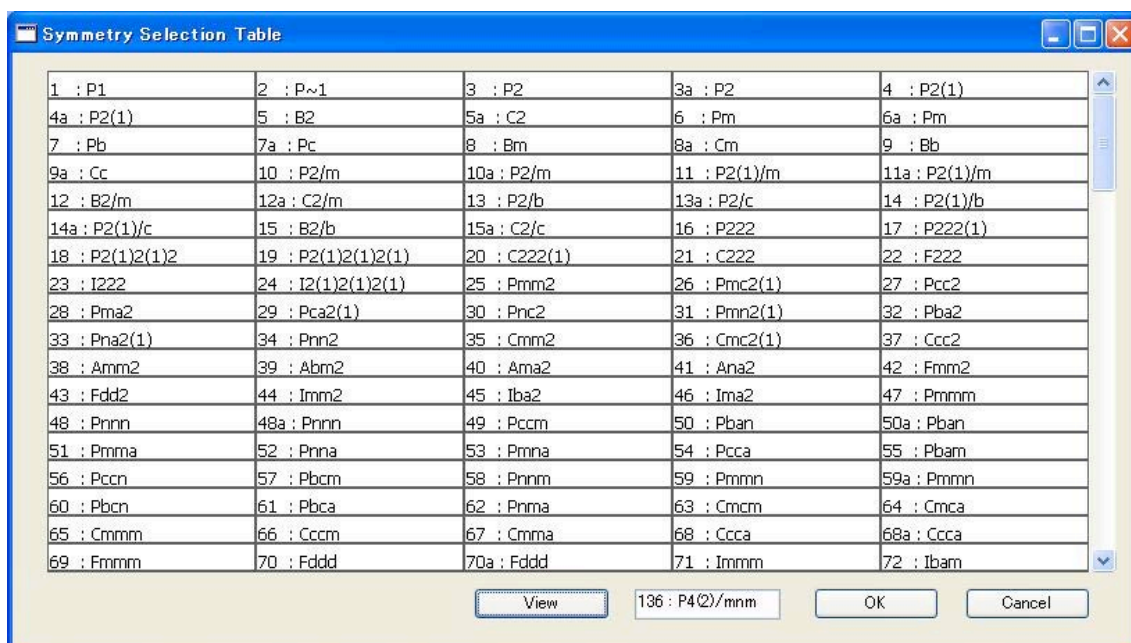 Symmetry Selection Table
1 : P1 2 : P~1 3 : P2 3a : P2 4 : P2(1)
4a : P2(1) 5 : B2 5a : C2 6 : Pm 6a : Pm
7 : Pb 7a : Pc 8 : Bm 8a : Cm 9 : Bb
9a : Cc 10 : P2/m 10a : P2/m 11 : P2(1)/m 11a : P2(1)/m
12 : B2/m 12a : C2/m 13 : P2/b 13a : P2/c 14 : P2(1)/b
14a : P2(1)/c 15 : B2/b 15a : C2/c 16 : P222 17 : P222(1)
18 : P2(1)2(1)2 19 : P2(1)2(1)2(1) 20 : C222(1) 21 : C222 22 : F222
23 : I222 24 : I2(1)2(1)2(1) 25 : Pmm2 26 : Pmc2(1) 27 : Pcc2
28 : Pma2 29 : Pca2(1) 30 : Pnc2 31 : Pmn2(1) 32 : Pba2
33 : Pna2(1) 34 : Pnn2 35 : Cmm2 36 : Cmc2(1) 37 : Ccc2
38 : Amm2 39 : Abm2 40 : Ama2 41 : Ana2 42 : Fmm2
43 : Fdd2 44 : Imm2 45 : Iba2 46 : Ima2 47 : Pmmm
48 : Pnnn 48a : Pnnn 49 : Pccm 50 : Pban 50a : Pban
51 : Pmma 52 : Pnna 53 : Pmna 54 : Pcca 55 : Pbam
56 : Pccn 57 : Pbcm 58 : Pnnm 59 : Pmmn 59a : Pmmn
60 : Pbcn 61 : Pbca 62 : Pnma 63 : Cmcm 64 : Cmca
65 : Cmmm 66 : Cccm 67 : Cmma 68 : Ccca 68a : Ccca
69 : Fmmm 70 : Fddd 70a : Fddd 71 : Immm 72 : Ibam
View 136 : P4(2)/mnm OK Cancel